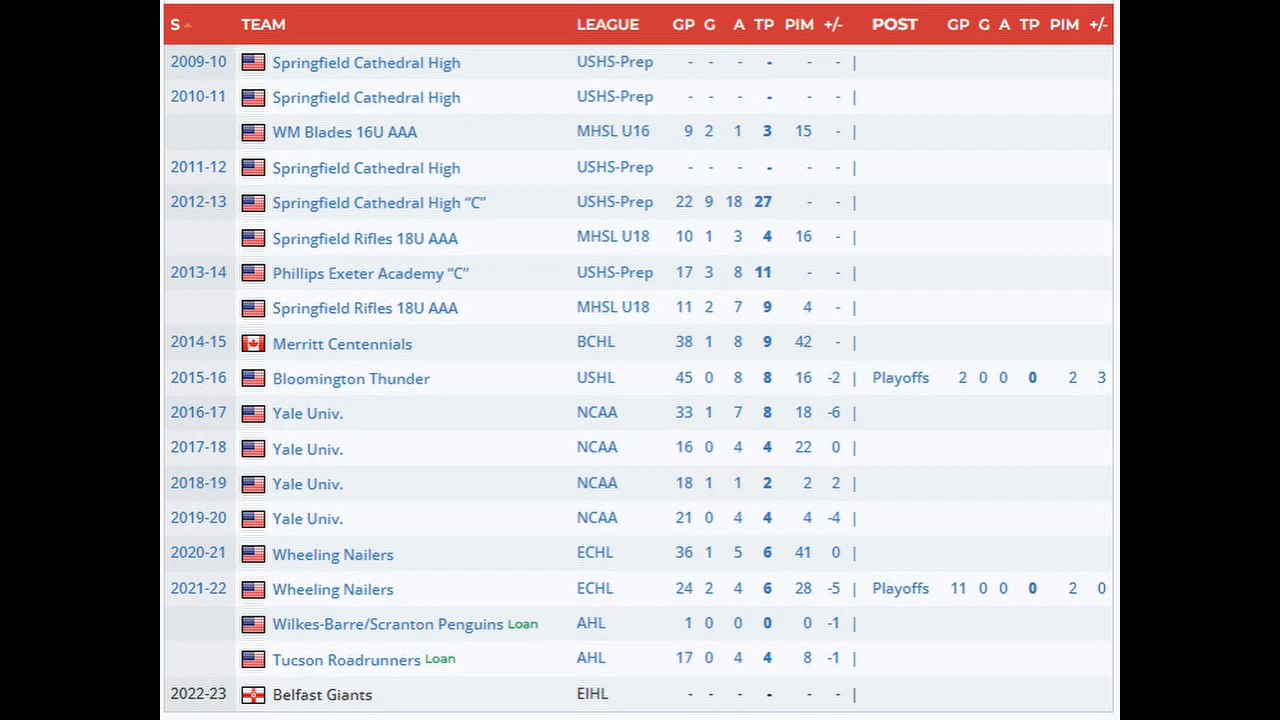 S TEAM LEAGUE GP G A TP PIM +/- POST GP G A TP PIM +/-
2009-10 Springfield Cathedral High USHS-Prep - - - - - - |
2010-11 Springfield Cathedral High USHS-Prep - - - - - - |
WM Blades 16U AAA MHSL U16 9 2 1 3 15 - |
2011-12 Springfield Cathedral High USHS-Prep - - - - - - |
2012-13 Springfield Cathedral High “C” USHS-Prep 22 9 18 27 - - |
Springfield Rifles 18U AAA MHSL U18 10 1 3 4 16 - |
2013-14 Phillips Exeter Academy “C” USHS-Prep 17 3 8 11 - - |
Springfield Rifles 18U AAA MHSL U18 11 2 7 9 4 - |
2014-15 Merritt Centennials BCHL 38 1 8 9 42 - |
2015-16 Bloomington Thunder USHL 45 0 8 8 16 -2 | Playoffs 2 0 0 0 2 3
2016-17 Yale Univ. NCAA 33 1 7 8 18 -6 |
2017-18 Yale Univ. NCAA 16 0 4 4 22 0 |
2018-19 Yale Univ. NCAA 18 1 1 2 2 2 |
2019-20 Yale Univ. NCAA 21 0 4 4 4 -4 |
2020-21 Wheeling Nailers ECHL 36 1 5 6 41 0 |
2021-22 Wheeling Nailers ECHL 24 2 4 6 28 -5 | Playoffs 11 0 0 0 2 0
Wilkes-Barre/Scranton Penguins Loan AHL 1 0 0 0 0 -1 |
Tucson Roadrunners Loan AHL 17 0 4 4 8 -1 |
2022-23 Belfast Giants EIHL - - - - - - |